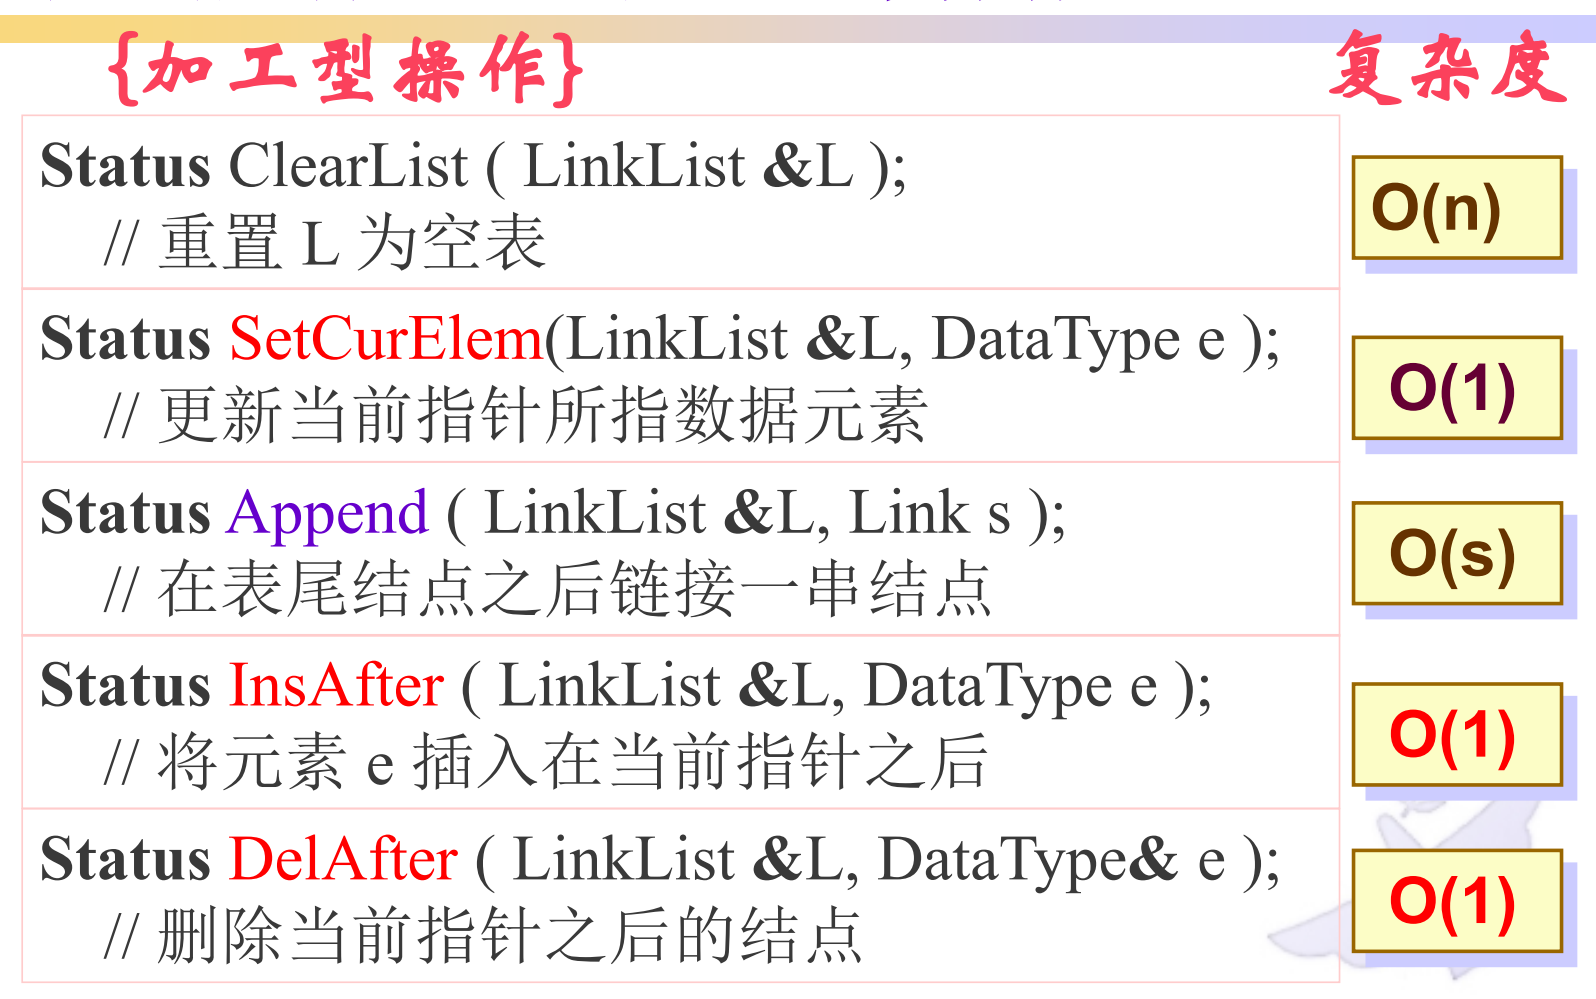 {加工型操作} 复杂度
Status ClearList ( LinkList &L );
// 重置 L 为空表
O(n)
Status SetCurElem(LinkList &L, DataType e );
// 更新当前指针所指数据元素
O(1)
Status Append ( LinkList &L, Link s );
// 在表尾结点之后链接一串结点
O(s)
Status InsAfter ( LinkList &L, DataType e );
// 将元素 e 插入在当前指针之后
O(1)
Status DelAfter ( LinkList &L, DataType& e );
// 删除当前指针之后的结点
O(1)